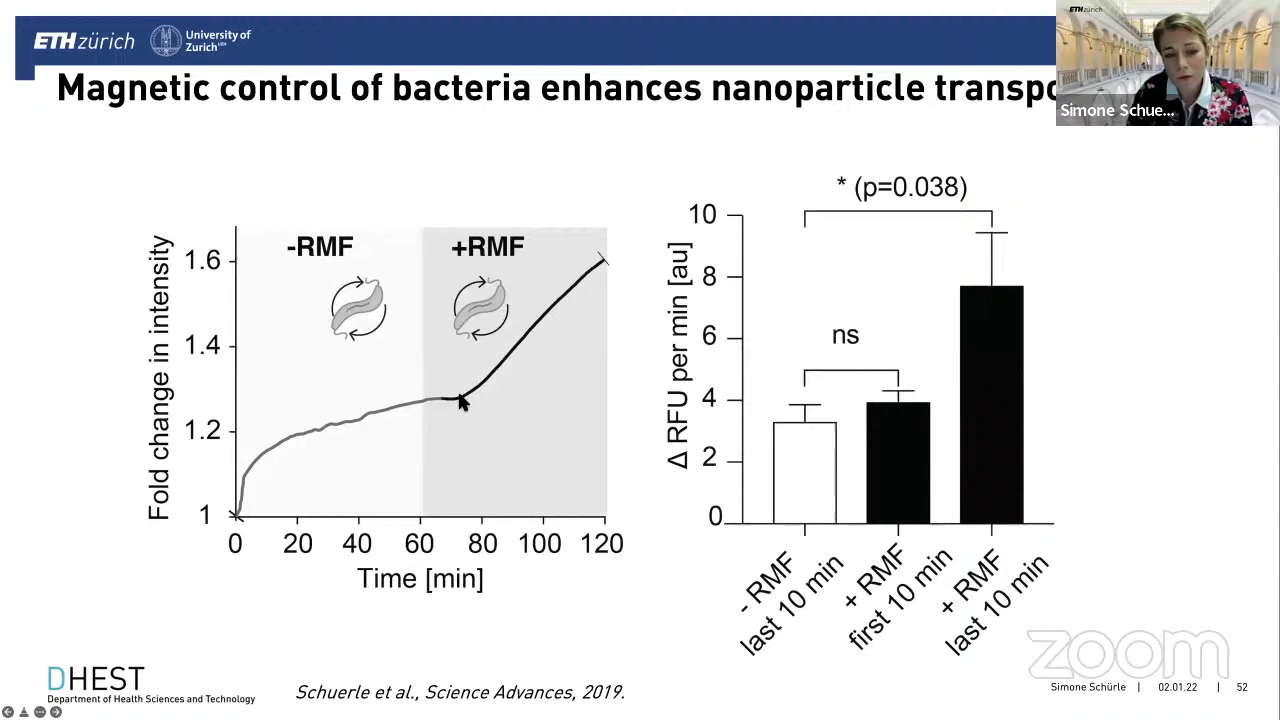 ETH zürich
University of
Zurich UZH
ETH zürich
Magnetic control of bacteria enhances nanoparticle transpo
Simone Schue...
-RMF
+RMF
Fold change in intensity
1.6
1.4
1.2
1
0 20 40 60 80 100 120
Time [min]
* (p=0.038)
ns
Δ RFU per min [au]
10
8
6
4
2
0
- RMF
last 10 min
+ RMF
first 10 min
+ RMF
last 10 min
zoom
DHEST
Department of Health Sciences and Technology
Schuerle et al., Science Advances, 2019.
Simone Schürle | 02.01.22 | 52